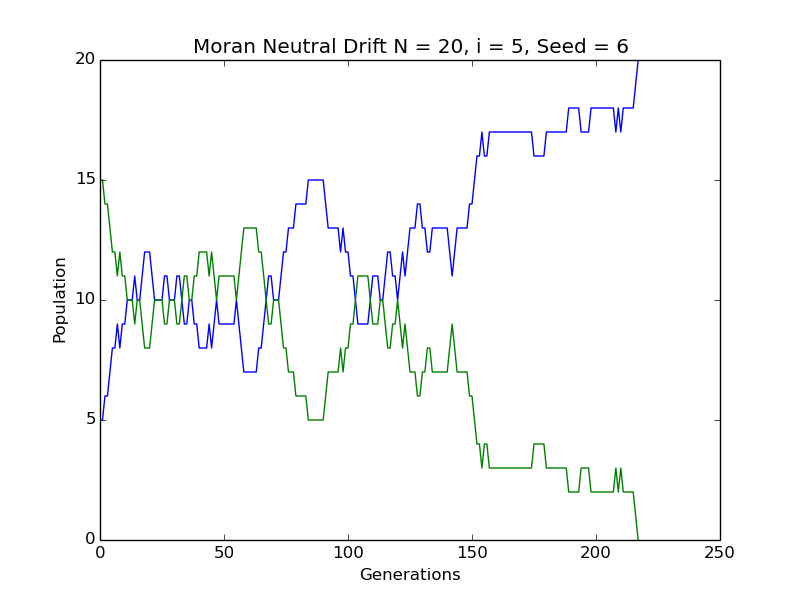 Moran Neutral Drift N = 20, i = 5, Seed = 6
20
15
10
5
0
Population
0 50 100 150 200 250
Generations